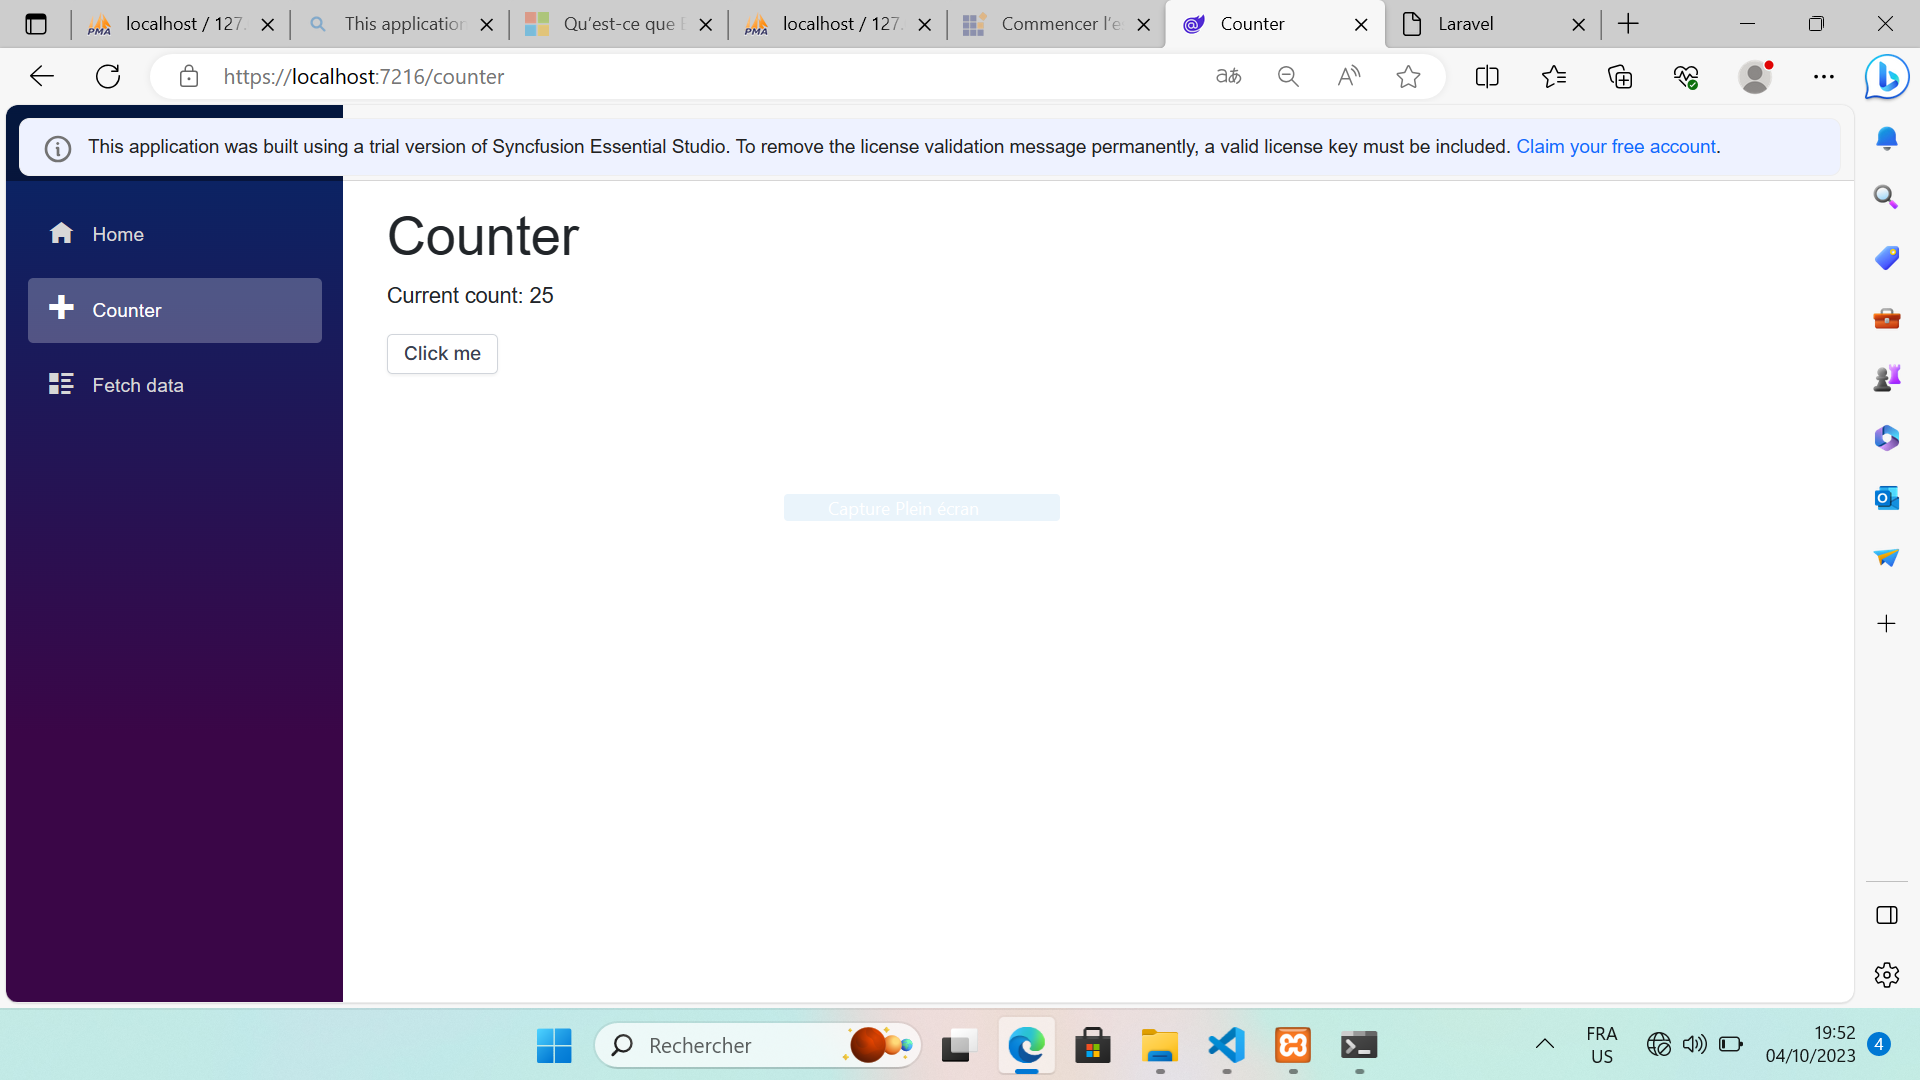 localhost / 127.
This application
Qu'est-ce que
localhost / 127.
Commencer l'e
Counter
Laravel
https://localhost:7216/counter
This application was built using a trial version of Syncfusion Essential Studio. To remove the license validation message permanently, a valid license key must be included. Claim your free account.
Home
Counter
Fetch data
Counter
Current count: 25
Click me
Capture Plein écran
Rechercher
FRA
US
19:52
04/10/2023
4